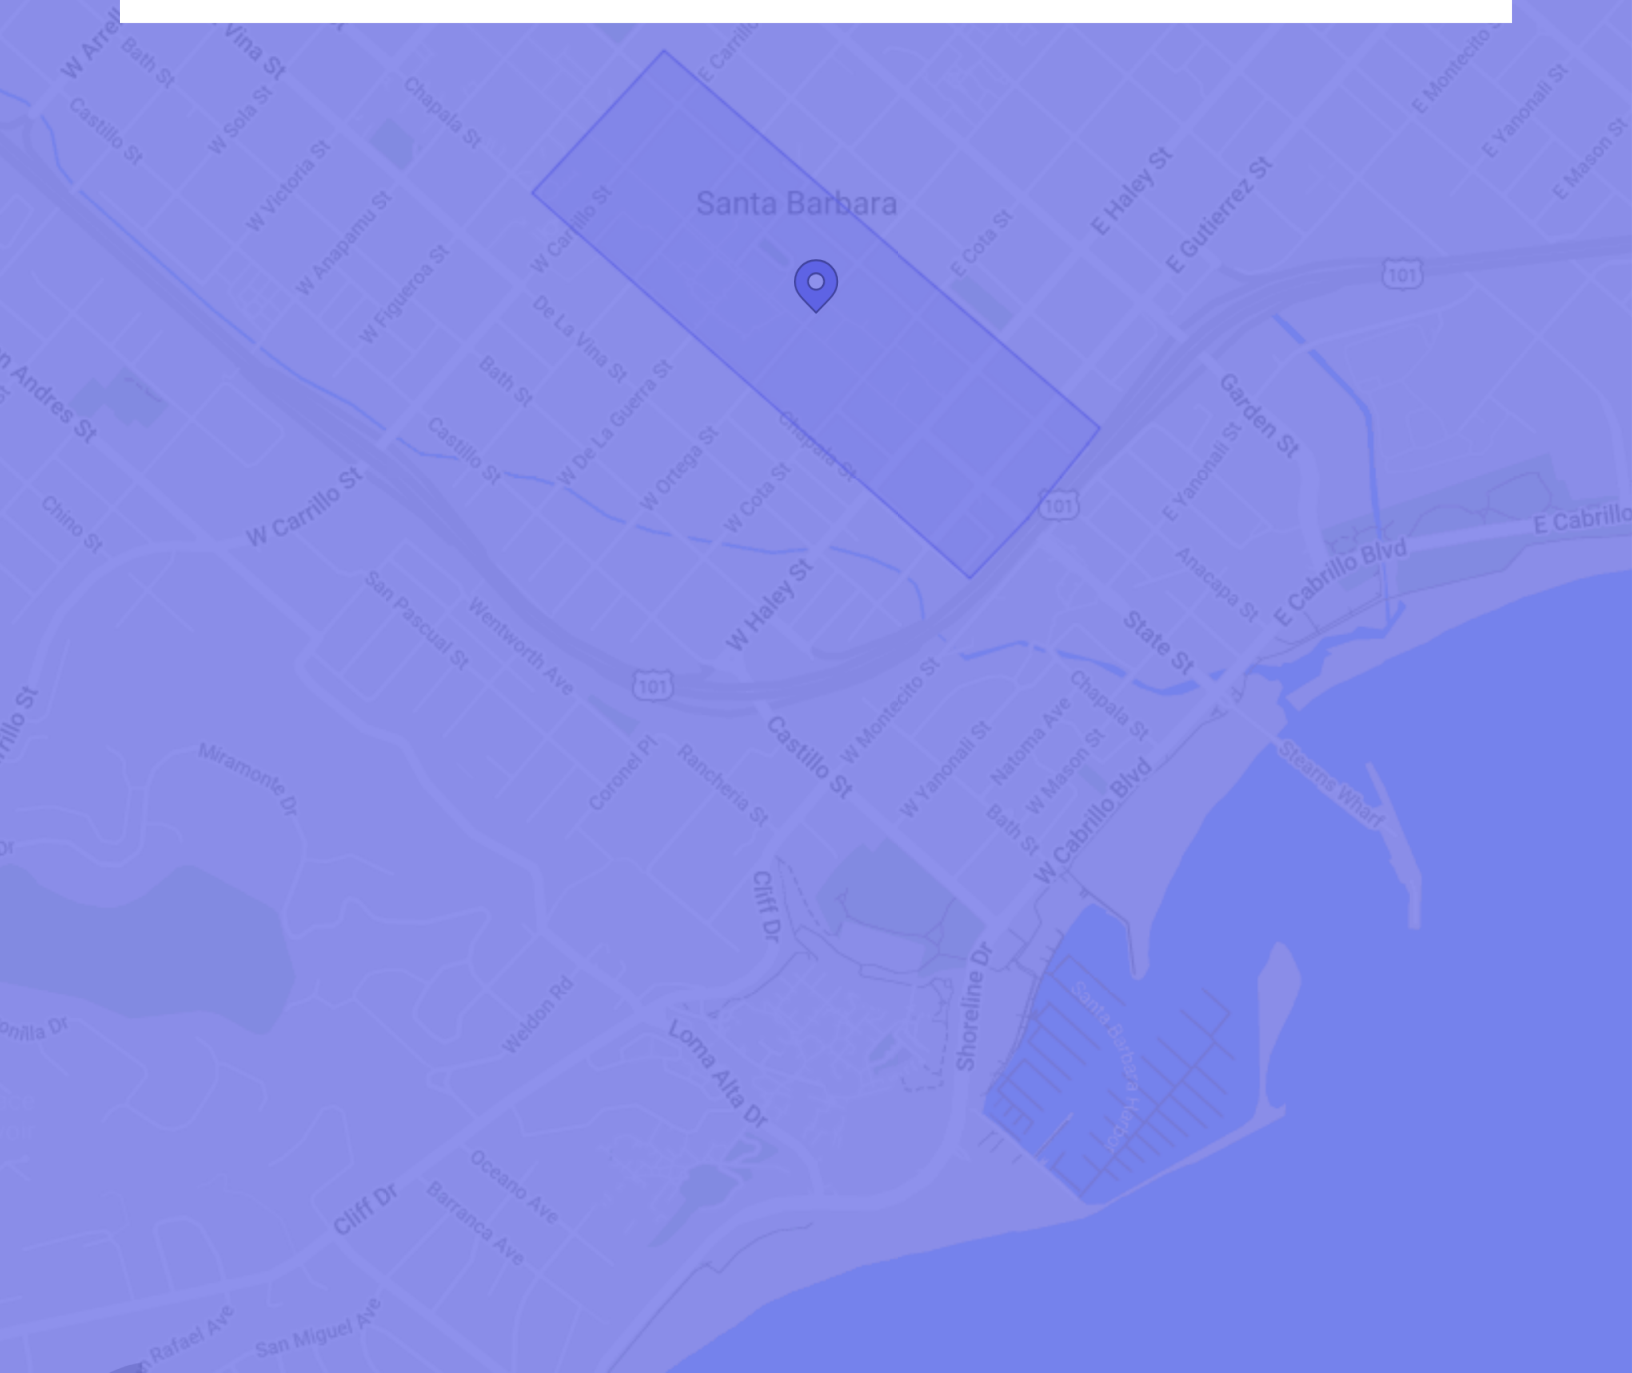 W Arrell
Bath St
Vina St
Castillo St
W Sola St
Chapala St
E Carrillo
E Montecito S
E Yanonali St
E Mason St
W Victoria St
W Anapamu St
W Figueroa St
W Carrillo St
Santa Barbara
E Cota St
E Haley St
E Gutierrez St
101
De La Vina St
Bath St
W De La Guerra St
Castillo St
Chapala St
W Ortega St
W Cota St
n Andres St
Chino St
W Carrillo St
101
E Yanonali St
Garden St
E Cabrillo
E Cabrillo Blvd
Anacapa St
State St
W Haley St
San Pascual St
Wentworth Ave
101
W Montecito St
Chapala St
rillo St
Miramonte Dr
Castillo St
Coronel Pl
Rancheria St
W Yanonali St
Natoma Ave
W Mason St
Bath St
W Cabrillo Blvd
Stearns Wharf
Dr
Cliff Dr
Shoreline Dr
Santa Barbara Harbor
onilla Dr
Weldon Rd
Loma Alta Dr
Oceano Ave
Barranca Ave
Cliff Dr
Rafael Ave
San Miguel Ave